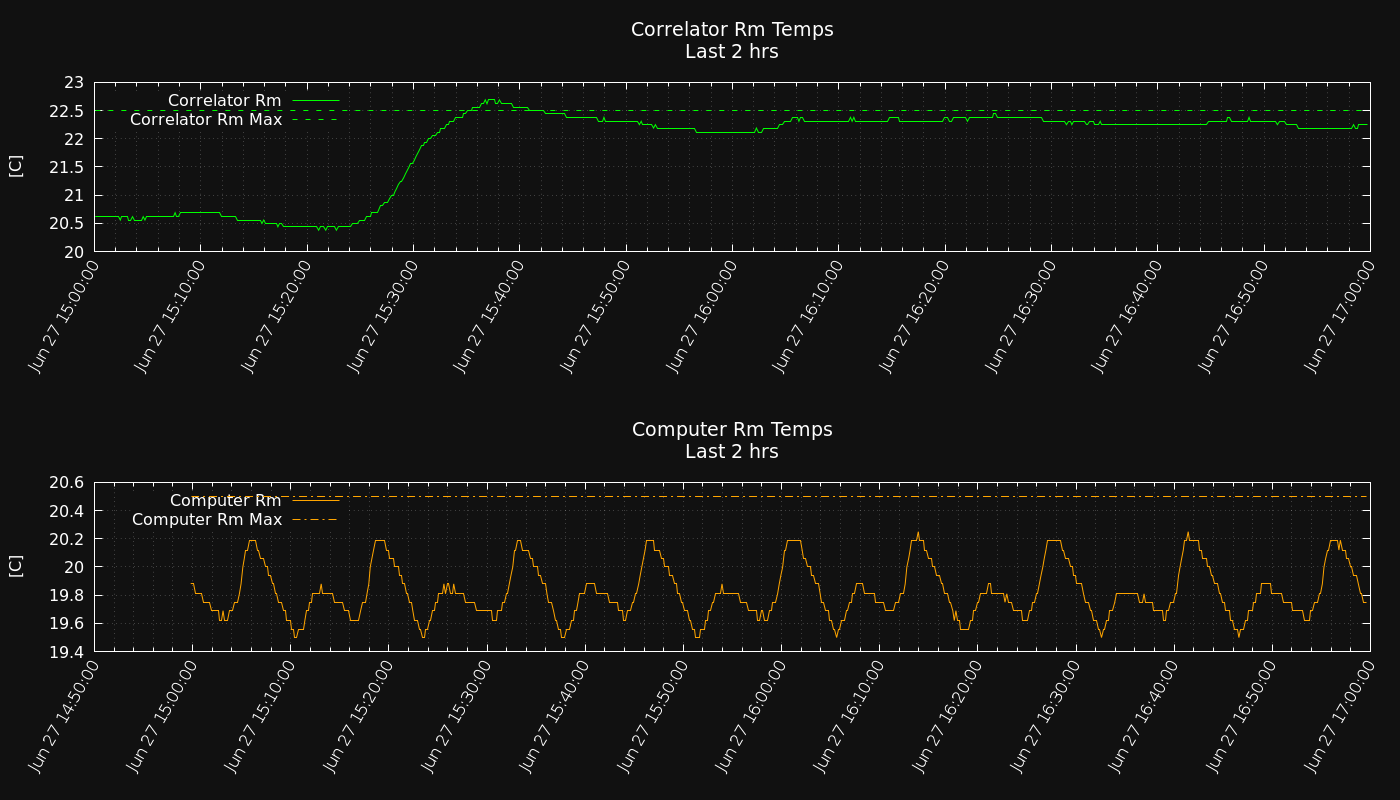 Correlator Rm Temps
Last 2 hrs
23
22.5
22
21.5
21
20.5
20
[C]
Correlator Rm
Correlator Rm Max
Jun 27 15:00:00
Jun 27 15:10:00
Jun 27 15:20:00
Jun 27 15:30:00
Jun 27 15:40:00
Jun 27 15:50:00
Jun 27 16:00:00
Jun 27 16:10:00
Jun 27 16:20:00
Jun 27 16:30:00
Jun 27 16:40:00
Jun 27 16:50:00
Jun 27 17:00:00
Computer Rm Temps
Last 2 hrs
20.6
20.4
20.2
20
19.8
19.6
19.4
[C]
Computer Rm
Computer Rm Max
Jun 27 14:50:00
Jun 27 15:00:00
Jun 27 15:10:00
Jun 27 15:20:00
Jun 27 15:30:00
Jun 27 15:40:00
Jun 27 15:50:00
Jun 27 16:00:00
Jun 27 16:10:00
Jun 27 16:20:00
Jun 27 16:30:00
Jun 27 16:40:00
Jun 27 16:50:00
Jun 27 17:00:00